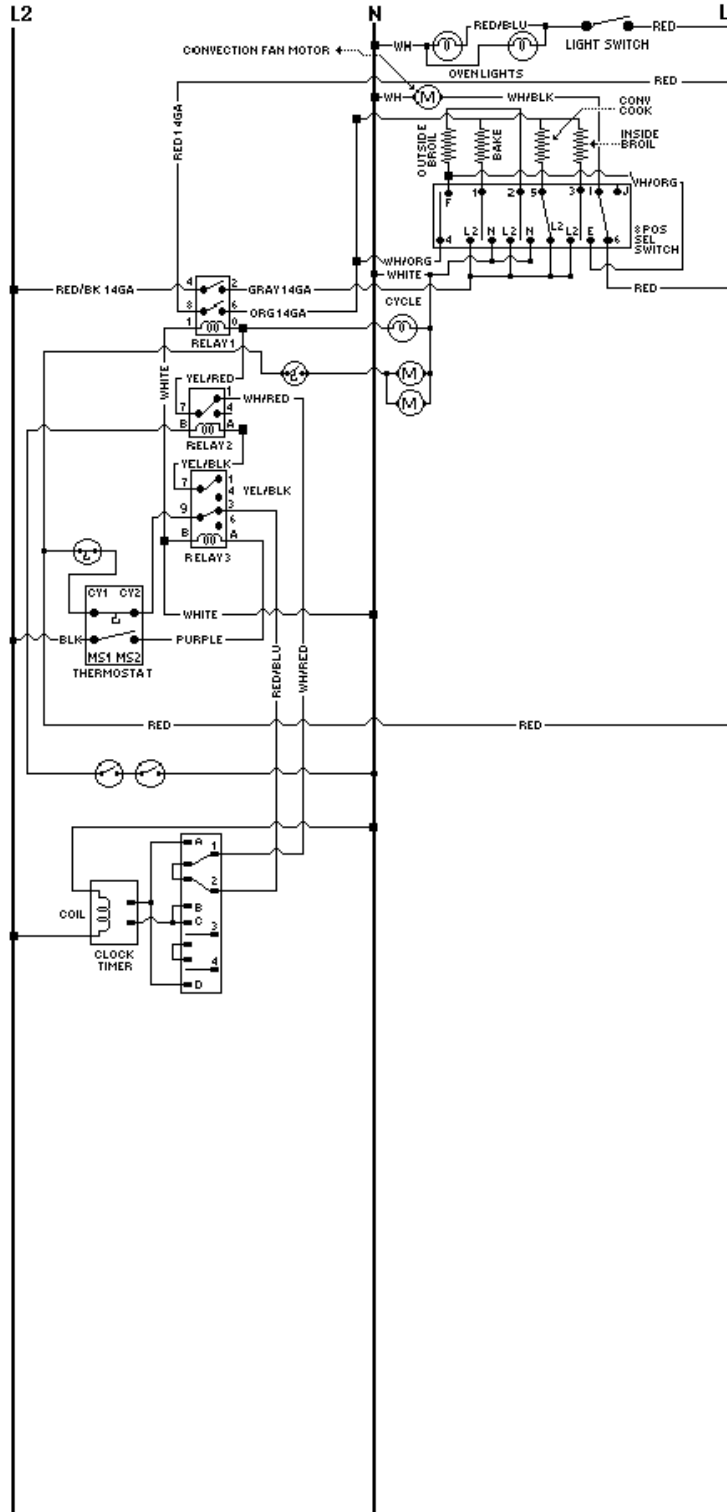 L2
N
L
RED/BLU
RED
WH
LIGHT SWITCH
CONVECTION FAN MOTOR
OVEN LIGHTS
RED
WH
M
WH/BLK
CONV
COOK
RED 14GA
OUTSIDE
BROIL
BAKE
INSIDE
BROIL
WH/ORG
F
1
2
5
3
I
J
8 POS
SEL
SWITCH
4
L2
N
L2
N
L2
L2
E
6
WH/ORG
WHITE
RED/BK 14GA
4
2
GRAY 14GA
RED
8
6
ORG 14GA
CYCLE
1
0
RELAY 1
WHITE
M
YEL/RED
1
WH/RED
7
4
M
B
A
RELAY 2
YEL/BLK
7
1
4
YEL/BLK
9
3
6
B
A
RELAY 3
CY1
CY2
WHITE
BLK
PURPLE
MS1 MS2
THERMOSTAT
RED/BLU
WH/RED
RED
RED
A
1
2
COIL
B
C
3
CLOCK
TIMER
4
D